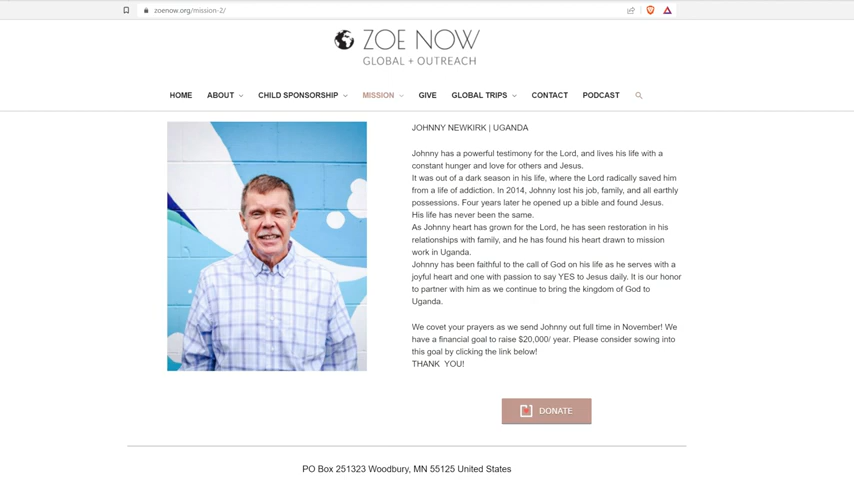 zoenow.org/mission-2/
ZOE NOW
GLOBAL + OUTREACH
HOME ABOUT CHILD SPONSORSHIP MISSION GIVE GLOBAL TRIPS CONTACT PODCAST
JOHNNY NEWKIRK | UGANDA
Johnny has a powerful testimony for the Lord, and lives his life with a
constant hunger and love for others and Jesus.
It was out of a dark season in his life, where the Lord radically saved him
from a life of addiction. In 2014, Johnny lost his job, family, and all earthly
possessions. Four years later he opened up a bible and found Jesus.
His life has never been the same.
As Johnny heart has grown for the Lord, he has seen restoration in his
relationships with family, and he has found his heart drawn to mission
work in Uganda.
Johnny has been faithful to the call of God on his life as he serves with a
joyful heart and one with passion to say YES to Jesus daily. It is our honor
to partner with him as we continue to bring the kingdom of God to
Uganda.
We covet your prayers as we send Johnny out full time in November! We
have a financial goal to raise $20,000/ year. Please consider sowing into
this goal by clicking the link below!
THANK YOU!
DONATE
PO Box 251323 Woodbury, MN 55125 United States